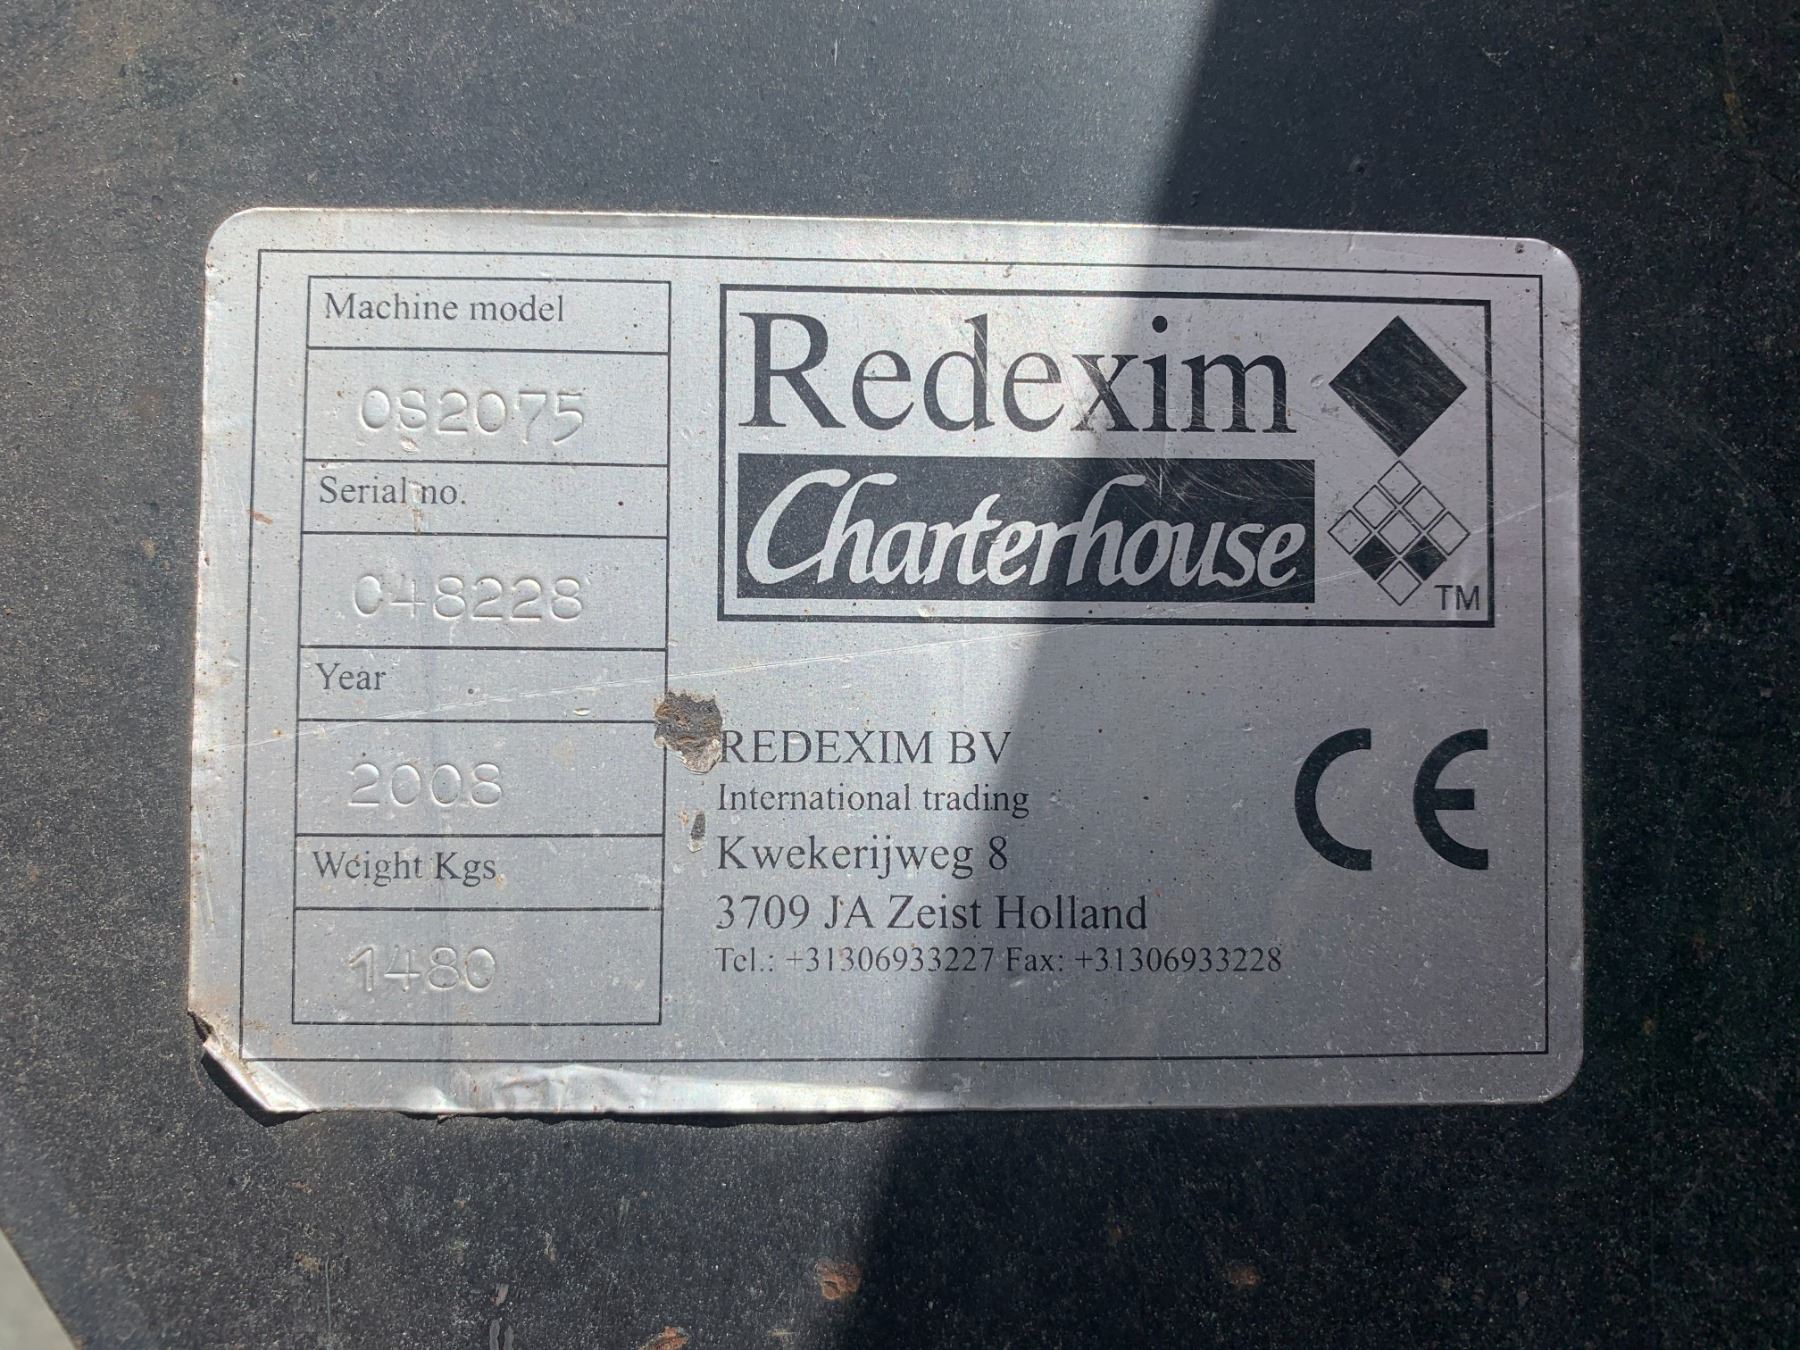 Machine model
OS2075
Serial no.
048228
Year
2008
Weight Kgs
1480
Redexim
Charterhouse
TM
REDEXIM BV
International trading
Kwekerijweg 8
3709 JA Zeist Holland
Tel.: +31306933227 Fax: +31306933228
CE